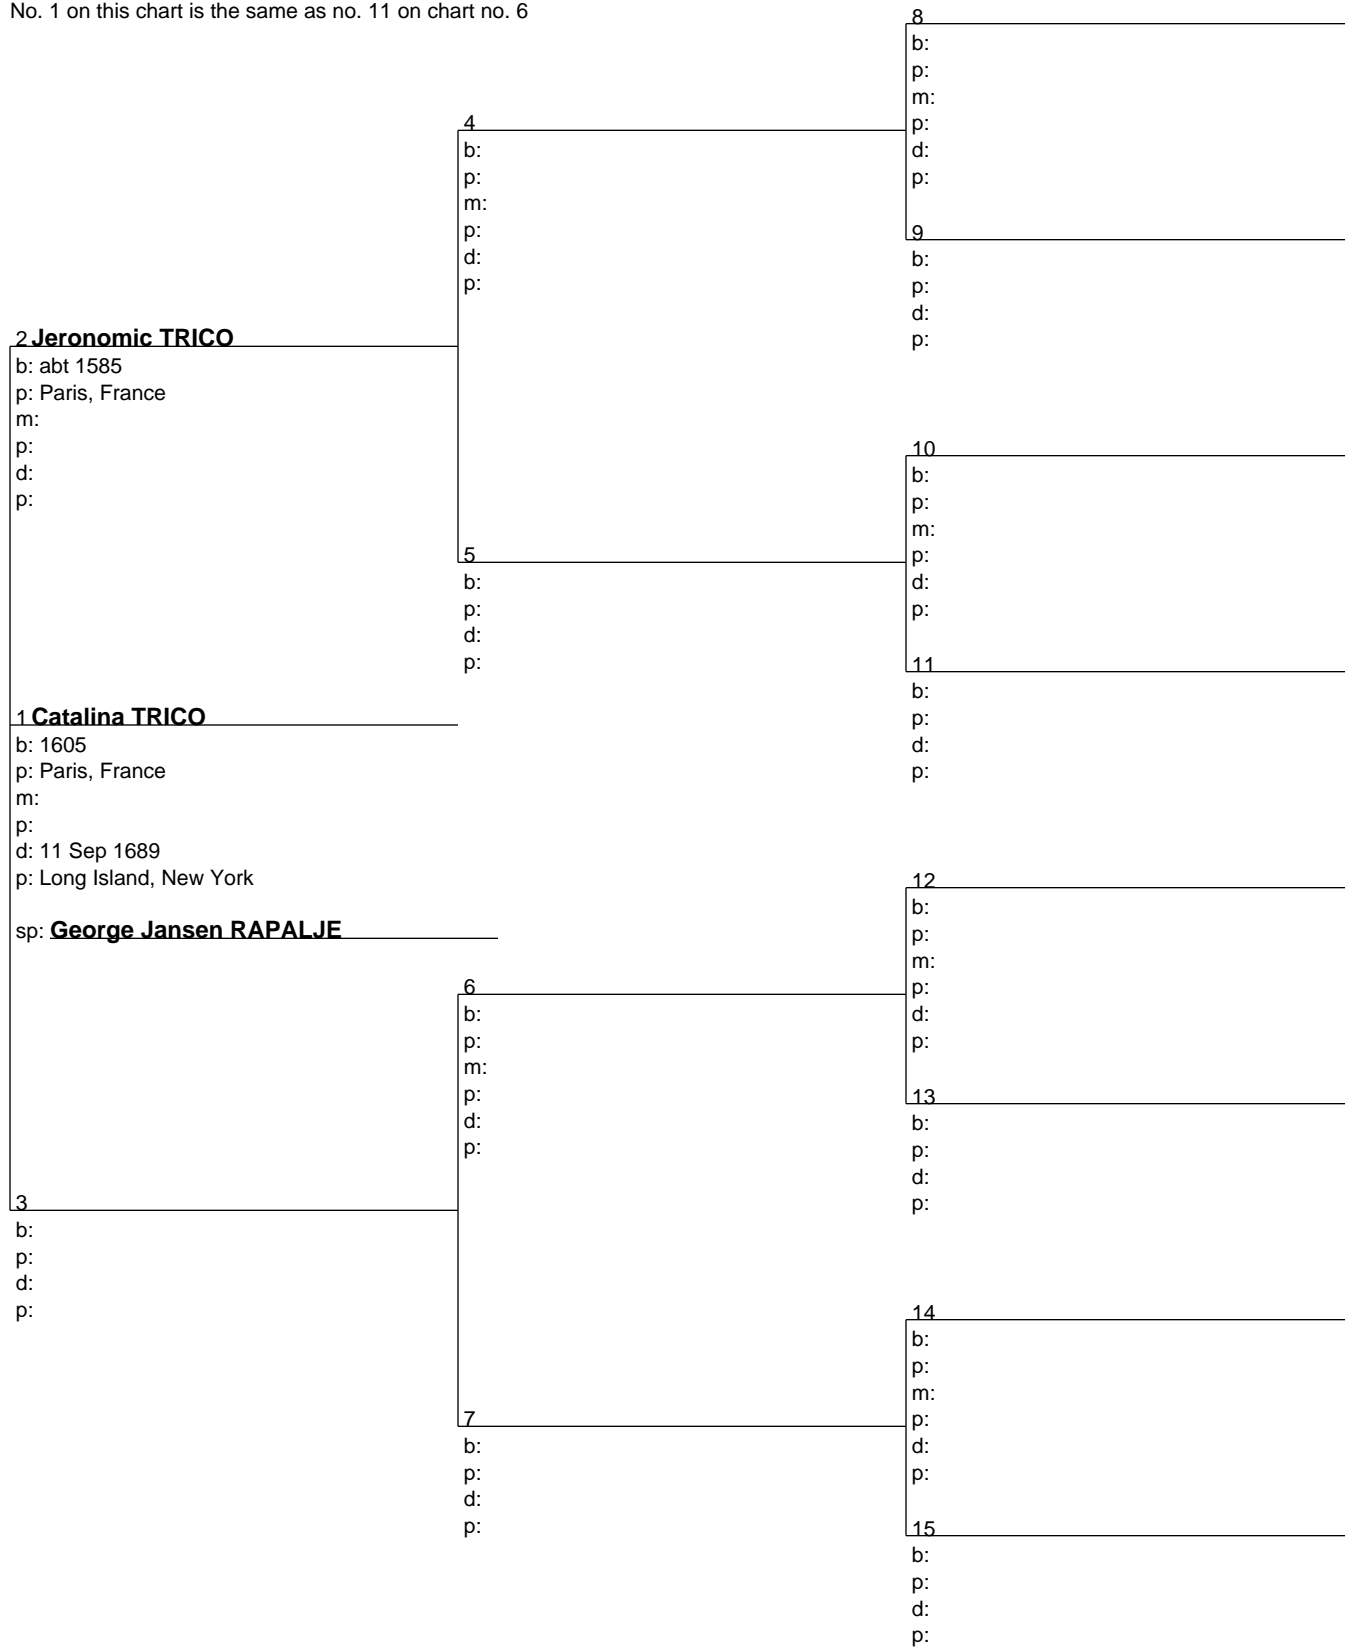 No. 1 on this chart is the same as no. 11 on chart no. 6
8
b:
p:
m:
p:
d:
p:
4
b:
p:
m:
p:
d:
p:
9
b:
p:
d:
p:
2 Jeronomic TRICO
b: abt 1585
p: Paris, France
m:
p:
d:
p:
10
b:
p:
m:
p:
d:
p:
5
b:
p:
d:
p:
11
b:
p:
d:
p:
1 Catalina TRICO
b: 1605
p: Paris, France
m:
p:
d: 11 Sep 1689
p: Long Island, New York
sp: George Jansen RAPALJE
12
b:
p:
m:
p:
d:
p:
6
b:
p:
m:
p:
d:
p:
13
b:
p:
d:
p:
3
b:
p:
d:
p:
14
b:
p:
m:
p:
d:
p:
7
b:
p:
d:
p:
15
b:
p:
d:
p: